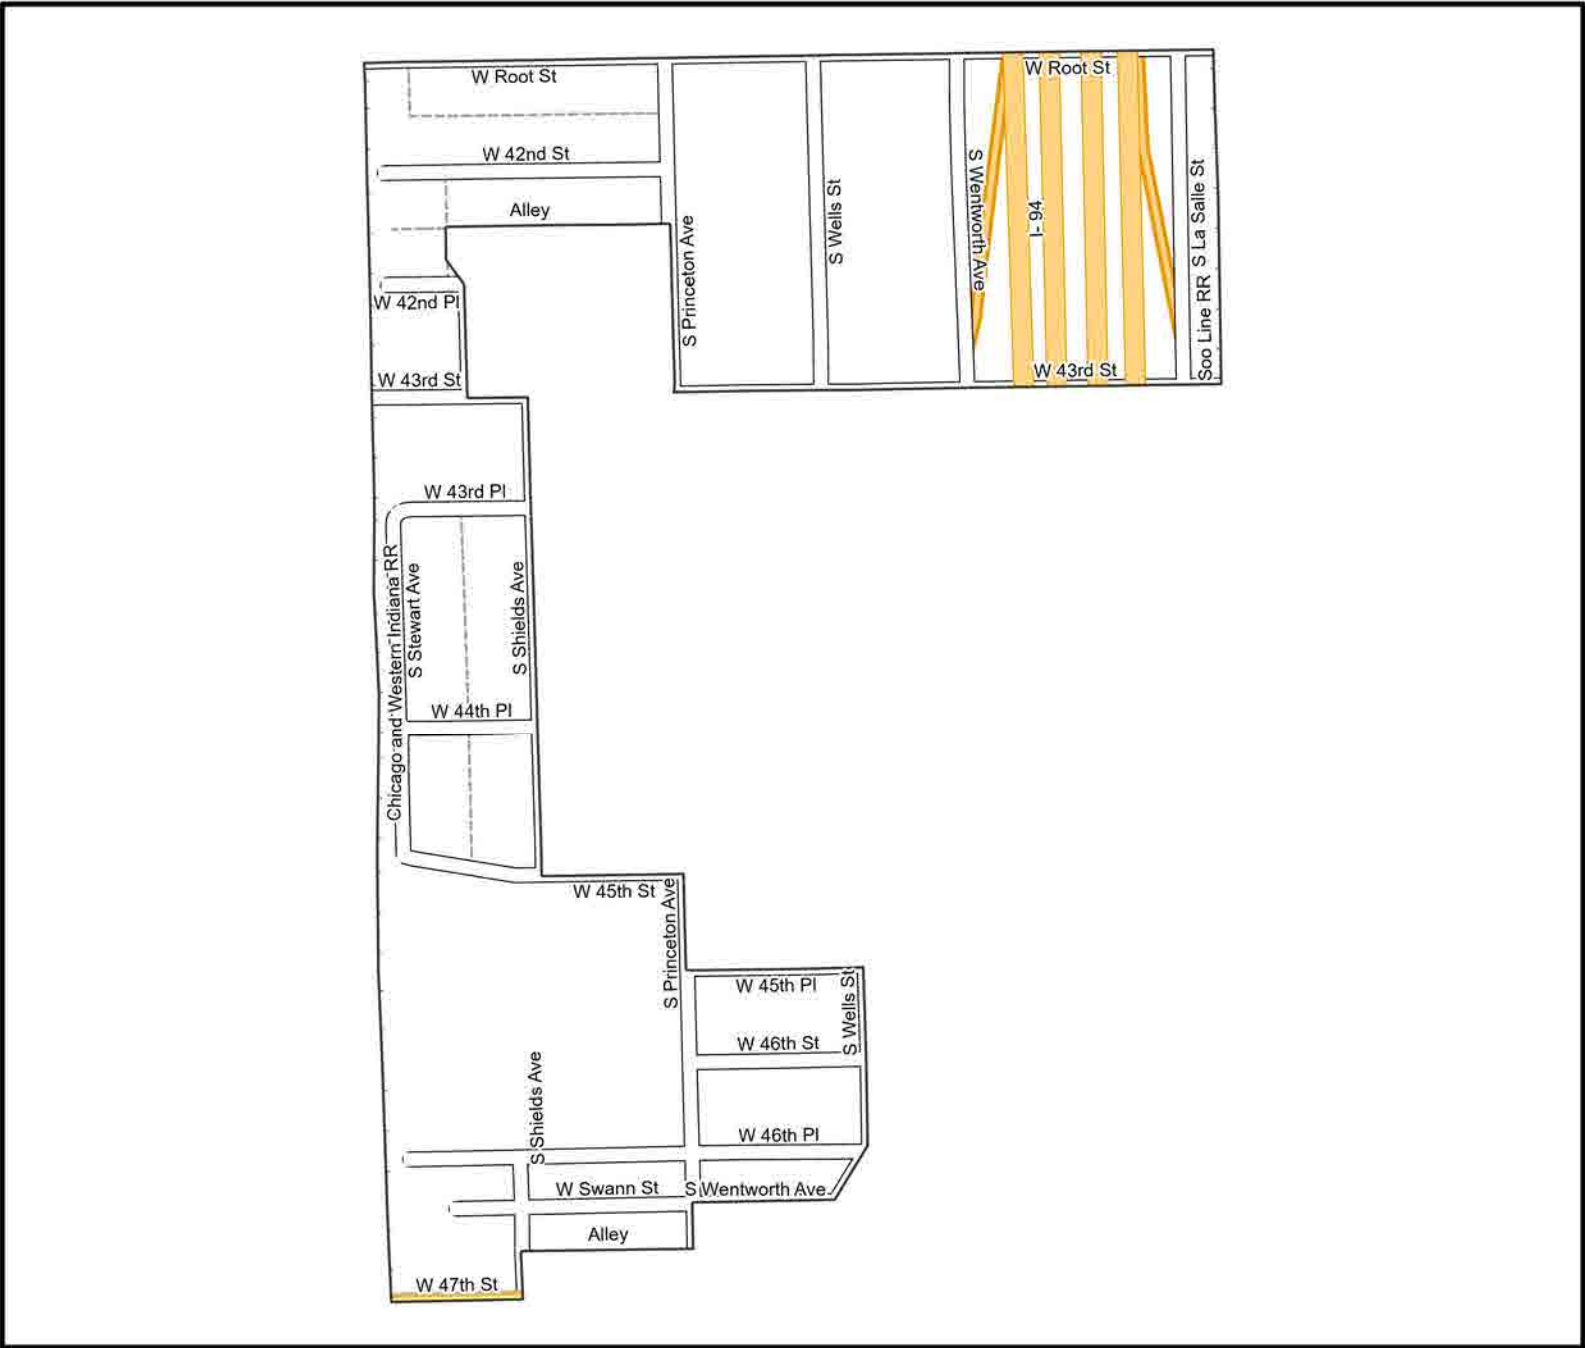 W Root St
W Root St
W 42nd St
Alley
S Princeton Ave
S Wells St
S Wentworth Ave
I- 94
Soo Line RR S La Salle St
W 42nd Pl
W 43rd St
W 43rd St
W 43rd Pl
Chicago and Western Indiana RR
S Stewart Ave
S Shields Ave
W 44th Pl
W 45th St
S Princeton Ave
W 45th Pl
S Wells St
W 46th St
S Shields Ave
W 46th Pl
W Swann St
S Wentworth Ave
Alley
W 47th St